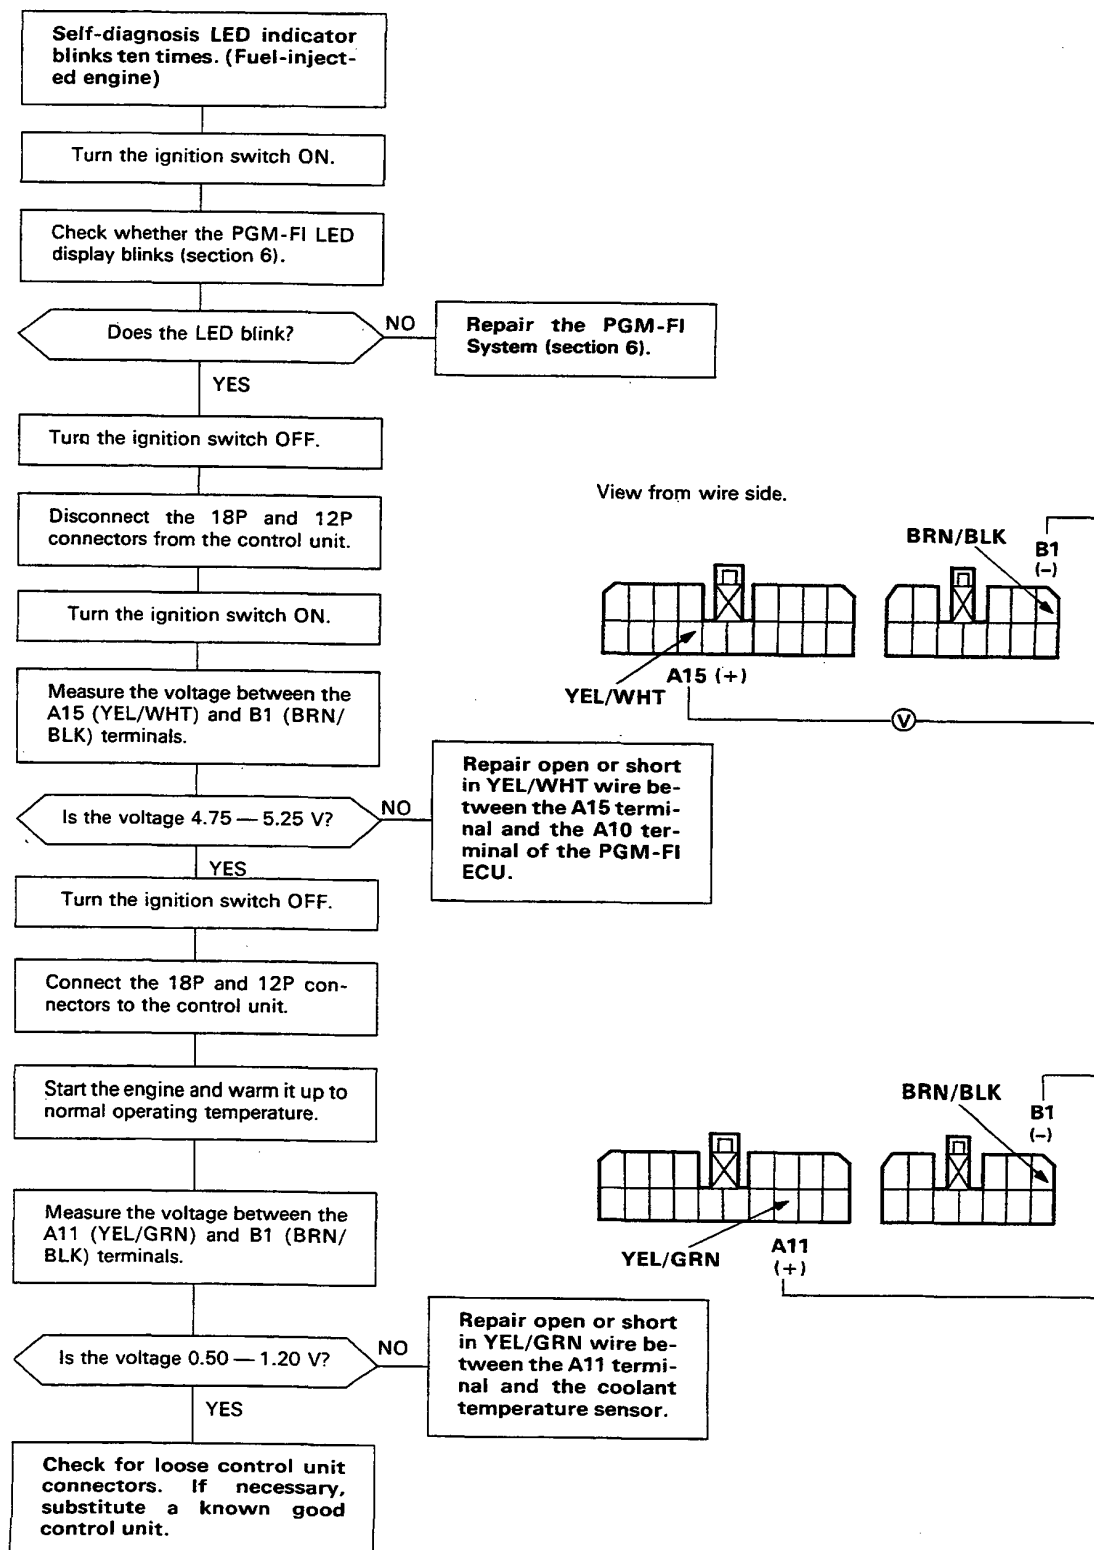 Self-diagnosis LED indicator
blinks ten times. (Fuel-inject-
ed engine)
Turn the ignition switch ON.
Check whether the PGM-FI LED
display blinks (section 6).
Does the LED blink?
NO
Repair the PGM-FI
System (section 6).
YES
Turn the ignition switch OFF.
Disconnect the 18P and 12P
connectors from the control unit.
Turn the ignition switch ON.
Measure the voltage between the
A15 (YEL/WHT) and B1 (BRN/
BLK) terminals.
Is the voltage 4.75 — 5.25 V?
NO
Repair open or short
in YEL/WHT wire be-
tween the A15 termi-
nal and the A10 ter-
minal of the PGM-FI
ECU.
YES
Turn the ignition switch OFF.
Connect the 18P and 12P con-
nectors to the control unit.
Start the engine and warm it up to
normal operating temperature.
Measure the voltage between the
A11 (YEL/GRN) and B1 (BRN/
BLK) terminals.
Is the voltage 0.50 — 1.20 V?
NO
Repair open or short
in YEL/GRN wire be-
tween the A11 termi-
nal and the coolant
temperature sensor.
YES
Check for loose control unit
connectors. If necessary,
substitute a known good
control unit.
View from wire side.
BRN/BLK
B1
(−)
A15 (+)
YEL/WHT
V
BRN/BLK
B1
(−)
YEL/GRN
A11
(+)